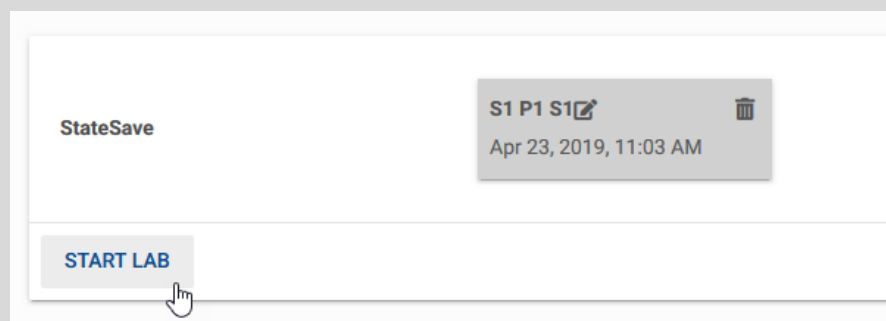 StateSave
S1 P1 S1
Apr 23, 2019, 11:03 AM
START LAB